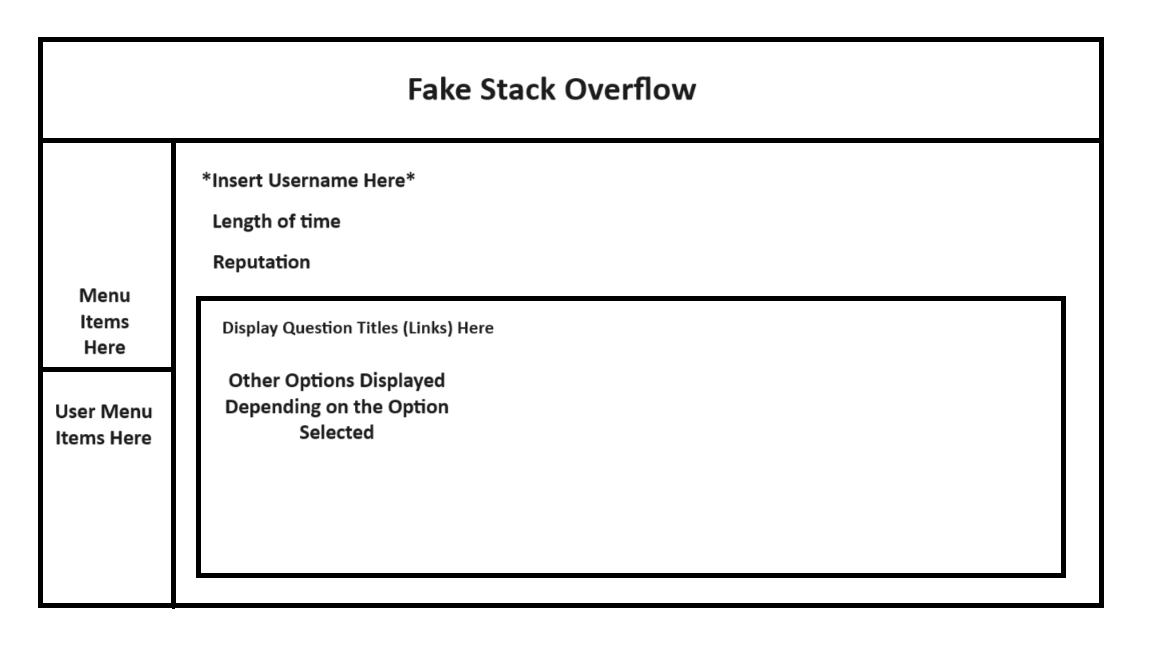 Fake Stack Overflow
*Insert Username Here*
Length of time
Reputation
Menu
Items
Here
User Menu
Items Here
Display Question Titles (Links) Here
Other Options Displayed
Depending on the Option
Selected